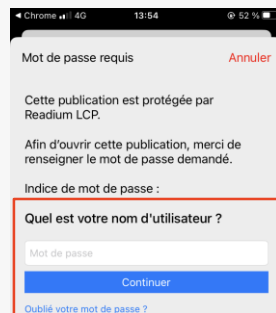 ◄ Chrome 4G 13:54 52 %
Mot de passe requis Annuler
Cette publication est protégée par
Readium LCP.
Afin d'ouvrir cette publication, merci de
renseigner le mot de passe demandé.
Indice de mot de passe :
Quel est votre nom d'utilisateur ?
Mot de passe
Continuer
Oublié votre mot de passe ?